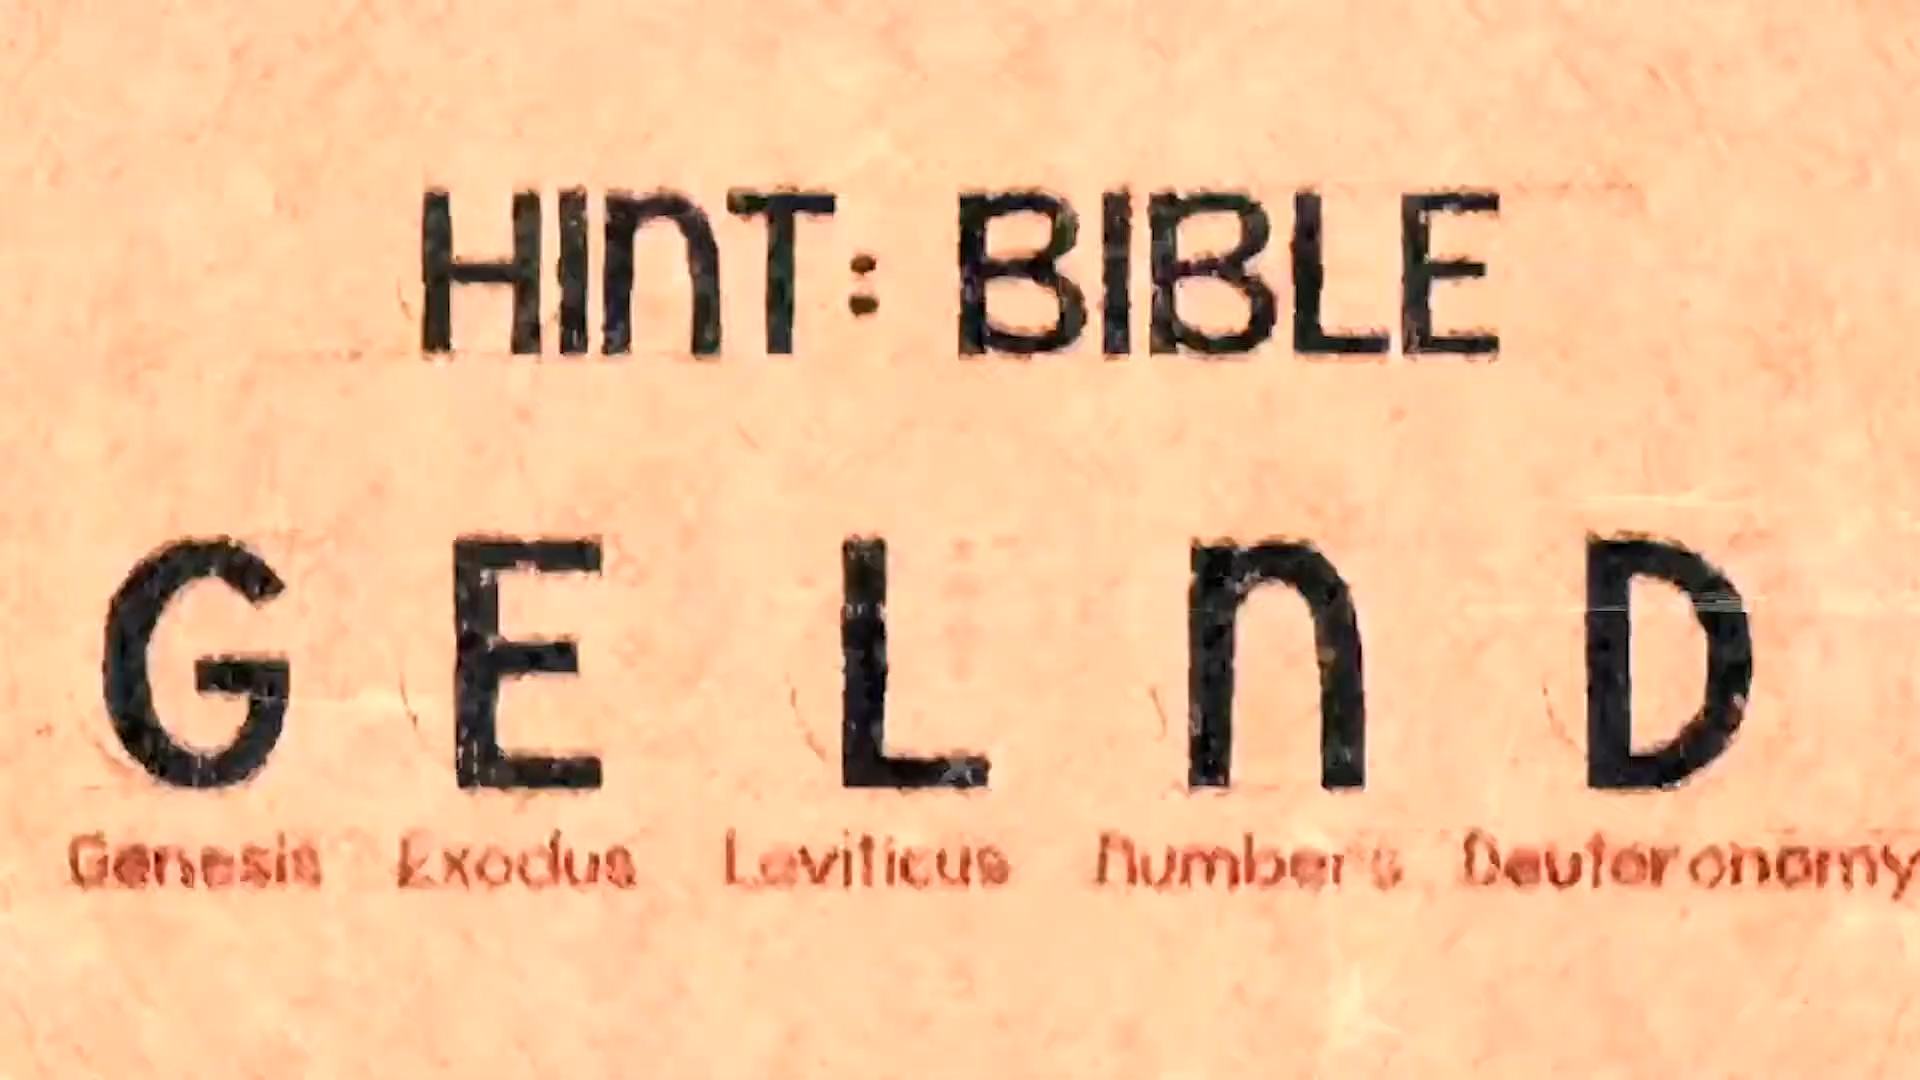 HInT: BIBLE
G E L n D
Genesis Exodus Leviticus numbers Deuteronomy